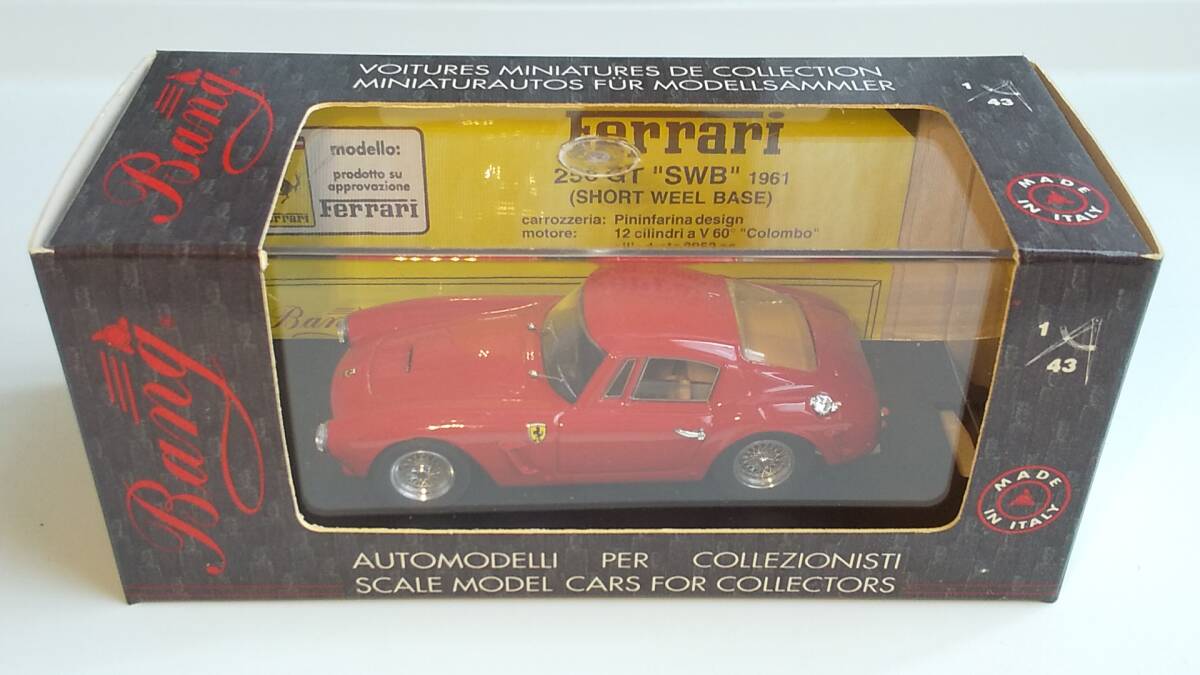 Bang
VOITURES MINIATURES DE COLLECTION
MINIATURAUTOS FÜR MODELLSAMMLER
1
43
modello:
prodotto su
approvazione
Ferrari
Ferrari
Ferrari
GT "SWB" 1961
(SHORT WEEL BASE)
carrozzeria: Pininfarina design
motore: 12 cilindri a V 60° "Colombo"
MADE
IN ITALY
Bang
Bang
1
43
MADE
IN ITALY
AUTOMODELLI PER COLLEZIONISTI
SCALE MODEL CARS FOR COLLECTORS